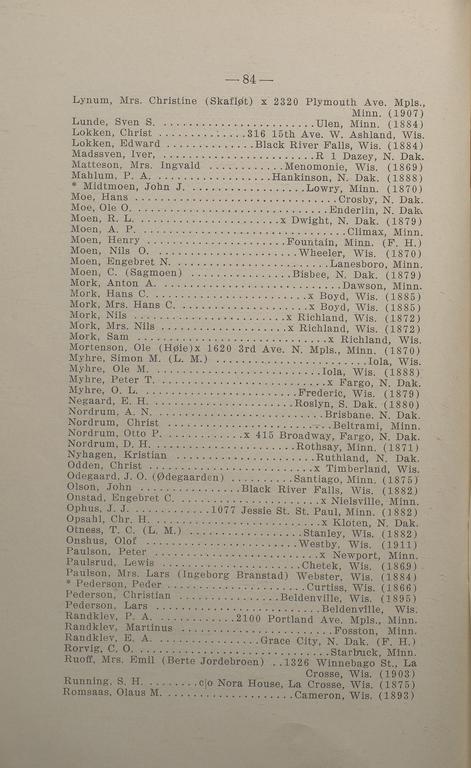 — 84 —
Lynum, Mrs. Christine (Skafløt) x 2320 Plymouth Ave. Mpls.,
Minn. (1907)
Lunde, Sven S. ........................Ulen, Minn. (1884)
Lokken, Christ .............316 15th Ave. W. Ashland, Wis.
Lokken, Edward ..............Black River Falls, Wis. (1884)
Madssven, Iver, ........................R 1 Dazey, N. Dak.
Matteson, Mrs. Ingvald ............Menomonie, Wis. (1869)
Mahlum, P. A. ...................Hankinson, N. Dak. (1888)
* Midtmoen, John J. ..................Lowry, Minn. (1870)
Moe, Hans ..................................Crosby, N. Dak.
Moe, Ole O. ...............................Enderlin, N. Dak.
Moen, R. L. ........................x Dwight, N. Dak. (1879)
Moen, A. P. ..................................Climax, Minn.
Moen, Henry .......................Fountain, Minn. (F. H.)
Moen, Nils O. .......................Wheeler, Wis. (1870)
Moen, Engebret N. ..........................Lanesboro, Minn.
Moen, C. (Sagmoen) ................Bisbee, N. Dak. (1879)
Mork, Anton A. ...............................Dawson, Minn.
Mork, Hans C. .........................x Boyd, Wis. (1885)
Mork, Mrs. Hans C. ....................x Boyd, Wis. (1885)
Mork, Nils .........................x Richland, Wis. (1872)
Mork, Mrs. Nils ....................x Richland, Wis. (1872)
Mork, Sam .................................x Richland, Wis.
Mortenson, Ole (Høie)x 1620 3rd Ave. N. Mpls., Minn. (1870)
Myhre, Simon M. (L. M.) ........................Iola, Wis.
Myhre, Ole M. ............................Iola, Wis. (1888)
Myhre, Peter T. .............................x Fargo, N. Dak.
Myhre, O. L. ..........................Frederic, Wis. (1879)
Negaard, E. H. .......................Roslyn, S. Dak. (1880)
Nordrum, A. N. ............................Brisbane, N. Dak.
Nordrum, Christ .............................Beltrami, Minn.
Nordrum, Otto P. ..............x 415 Broadway, Fargo, N. Dak.
Nordrum, D. H. .......................Rothsay, Minn. (1871)
Nyhagen, Kristian ..........................Ruthland, N. Dak.
Odden, Christ ..............................x Timberland, Wis.
Odegaard, J. O. (Ødegaarden) ..........Santiago, Minn. (1875)
Olson, John ..................Black River Falls, Wis. (1882)
Onstad, Engebret C. ........................x Nielsville, Minn.
Ophus, J. J. ............1077 Jessie St. St. Paul, Minn. (1882)
Opsahl, Chr. H. .............................x Kloten, N. Dak.
Otness, T. C. (L. M.) ....................Stanley, Wis. (1882)
Onshus, Olof ..........................Westby, Wis. (1911)
Paulson, Peter .............................x Newport, Minn.
Paulsrud, Lewis ........................Chetek, Wis. (1869)
Paulson, Mrs. Lars (Ingeborg Branstad) Webster, Wis. (1884)
* Pederson, Peder .......................Curtiss, Wis. (1866)
Pederson, Christian .................Beldenville, Wis. (1895)
Pederson, Lars .............................Beldenville, Wis.
Randklev, P. A. ...............2100 Portland Ave. Mpls., Minn.
Randklev, Martinus ..........................Fosston, Minn.
Randklev, E. A. ...................Grace City, N. Dak. (F. H.)
Rorvig, C. O. ..................................Starbuck, Minn.
Ruoff, Mrs. Emil (Berte Jordebroen) ..1326 Winnebago St., La
Crosse, Wis. (1903)
Running, S. H. ........c|o Nora House, La Crosse, Wis. (1875)
Romsaas, Olaus M. .....................Cameron, Wis. (1893)